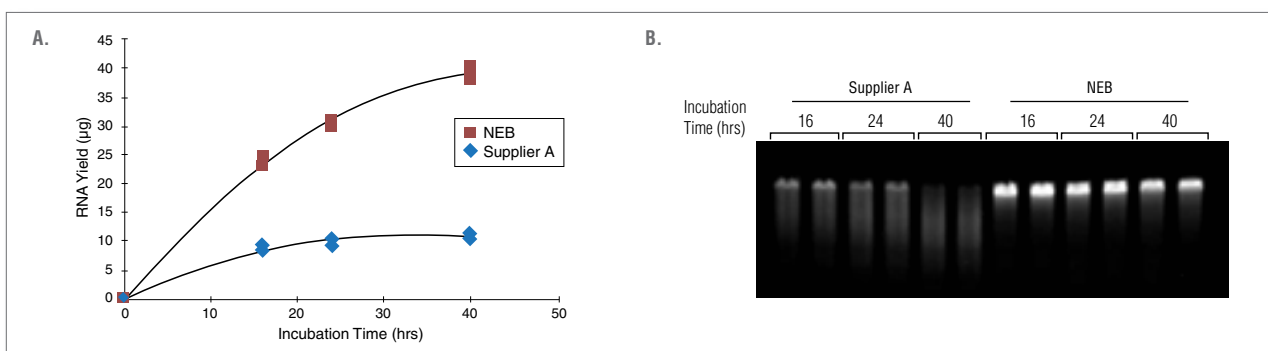 A.
45
40
35
30
25
20
15
10
5
0
RNA Yield (µg)
0 10 20 30 40 50
Incubation Time (hrs)
NEB
Supplier A
B.
Supplier A NEB
Incubation
Time (hrs)
16 24 40 16 24 40